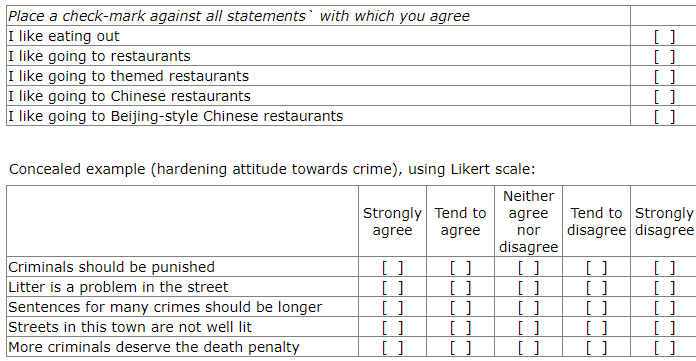 Place a check-mark against all statements` with which you agree
I like eating out [ ]
I like going to restaurants [ ]
I like going to themed restaurants [ ]
I like going to Chinese restaurants [ ]
I like going to Beijing-style Chinese restaurants [ ]
Concealed example (hardening attitude towards crime), using Likert scale:
Strongly agree Tend to agree Neither agree nor disagree Tend to disagree Strongly disagree
Criminals should be punished [ ] [ ] [ ] [ ] [ ]
Litter is a problem in the street [ ] [ ] [ ] [ ] [ ]
Sentences for many crimes should be longer [ ] [ ] [ ] [ ] [ ]
Streets in this town are not well lit [ ] [ ] [ ] [ ] [ ]
More criminals deserve the death penalty [ ] [ ] [ ] [ ] [ ]